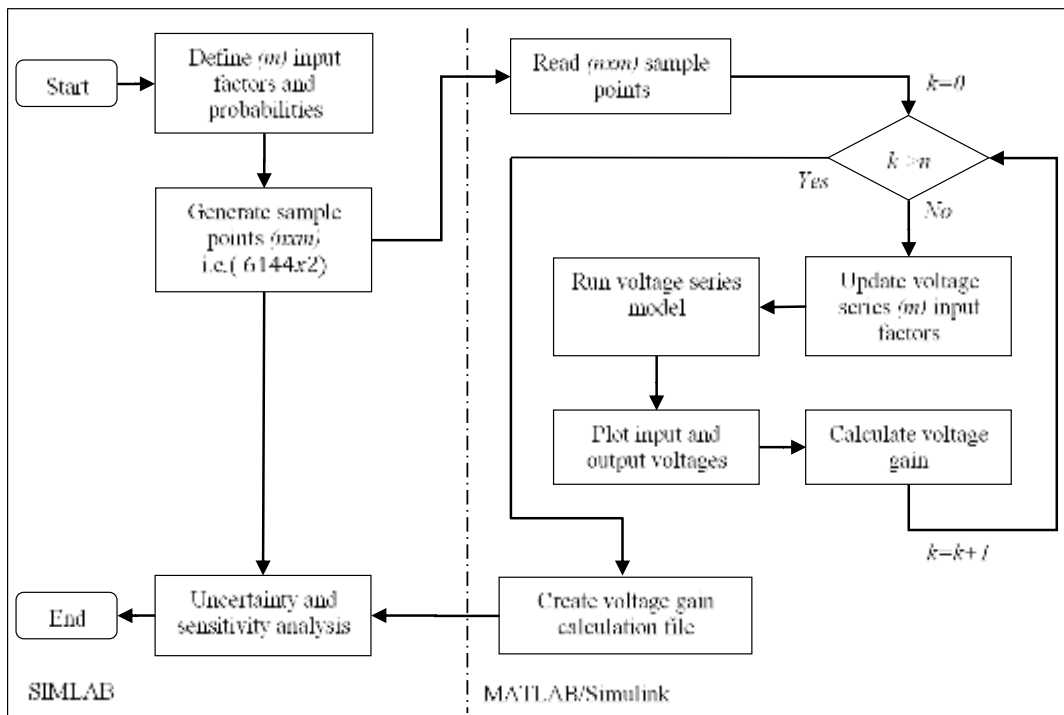 Start
Define (m) input
factors and
probabilities
Generate sample
points (nxm)
i.e.( 6144x2)
Uncertainty and
sensitivity analysis
End
SIMLAB
Read (nxm) sample
points
k=0
k>n
Yes
No
Update voltage
series (m) input
factors
Run voltage series
model
Plot input and
output voltages
Calculate voltage
gain
k=k+1
Create voltage gain
calculation file
MATLAB/Simulink